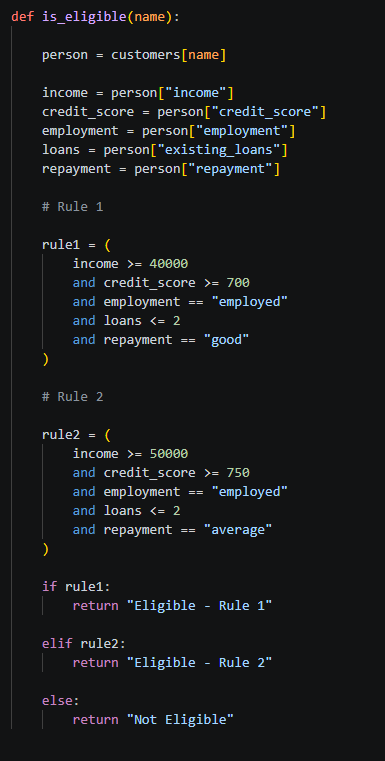 def is_eligible(name):
    person = customers[name]
    income = person["income"]
    credit_score = person["credit_score"]
    employment = person["employment"]
    loans = person["existing_loans"]
    repayment = person["repayment"]
    # Rule 1
    rule1 = (
        income >= 40000
        and credit_score >= 700
        and employment == "employed"
        and loans <= 2
        and repayment == "good"
    )
    # Rule 2
    rule2 = (
        income >= 50000
        and credit_score >= 750
        and employment == "employed"
        and loans <= 2
        and repayment == "average"
    )
    if rule1:
        return "Eligible - Rule 1"
    elif rule2:
        return "Eligible - Rule 2"
    else:
        return "Not Eligible"